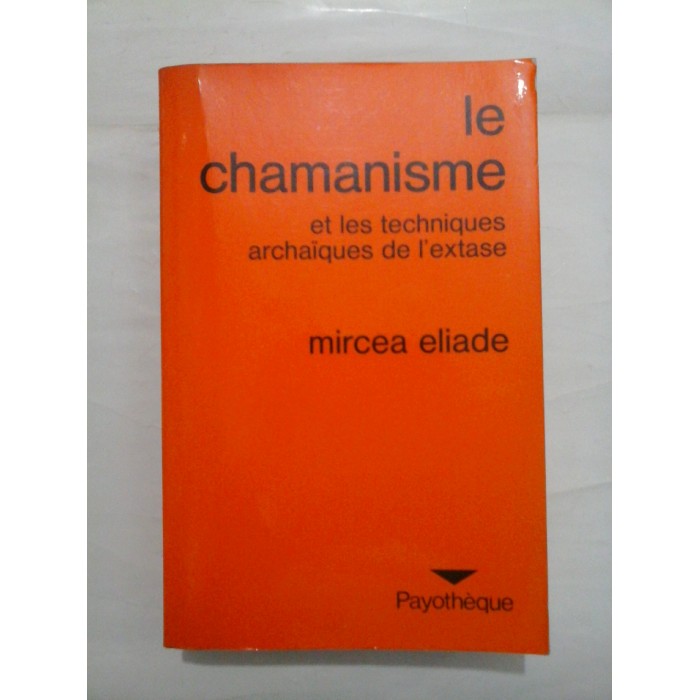 le
chamanisme
et les techniques
archaïques de l'extase
mircea eliade
Payothèque